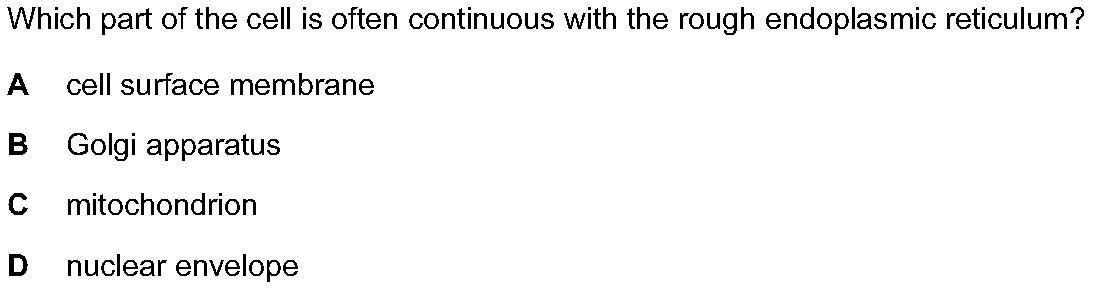 Which part of the cell is often continuous with the rough endoplasmic reticulum?
A cell surface membrane
B Golgi apparatus
C mitochondrion
D nuclear envelope